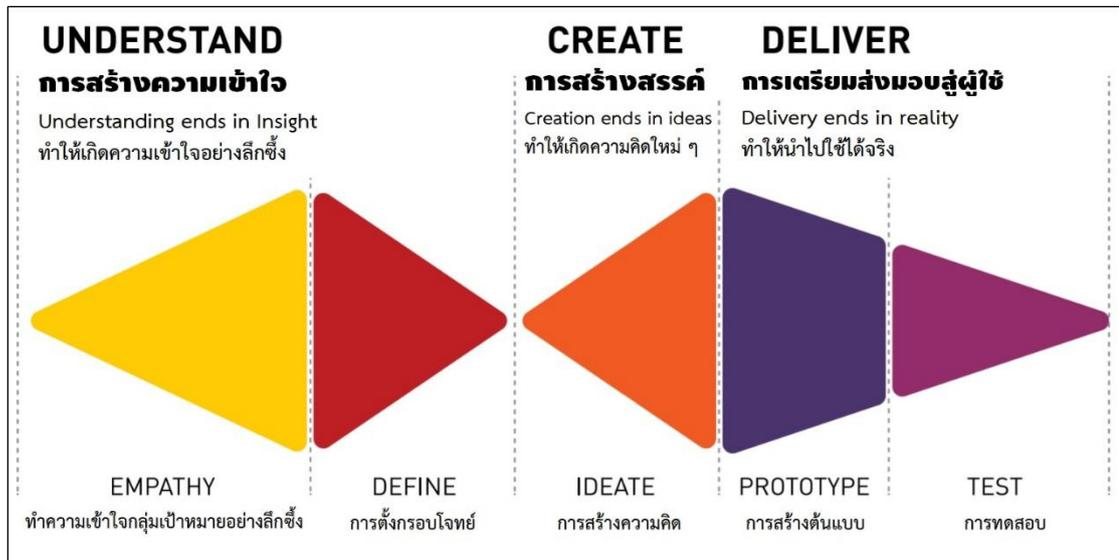 UNDERSTAND
การสร้างความเข้าใจ
Understanding ends in Insight
ทำให้เกิดความเข้าใจอย่างลึกซึ้ง
CREATE
การสร้างสรรค์
Creation ends in ideas
ทำให้เกิดความคิดใหม่ ๆ
DELIVER
การเตรียมส่งมอบสู่ผู้ใช้
Delivery ends in reality
ทำให้นำไปใช้ได้จริง
EMPATHY
ทำความเข้าใจกลุ่มเป้าหมายอย่างลึกซึ้ง
DEFINE
การตั้งกรอบโจทย์
IDEATE
การสร้างความคิด
PROTOTYPE
การสร้างต้นแบบ
TEST
การทดสอบ